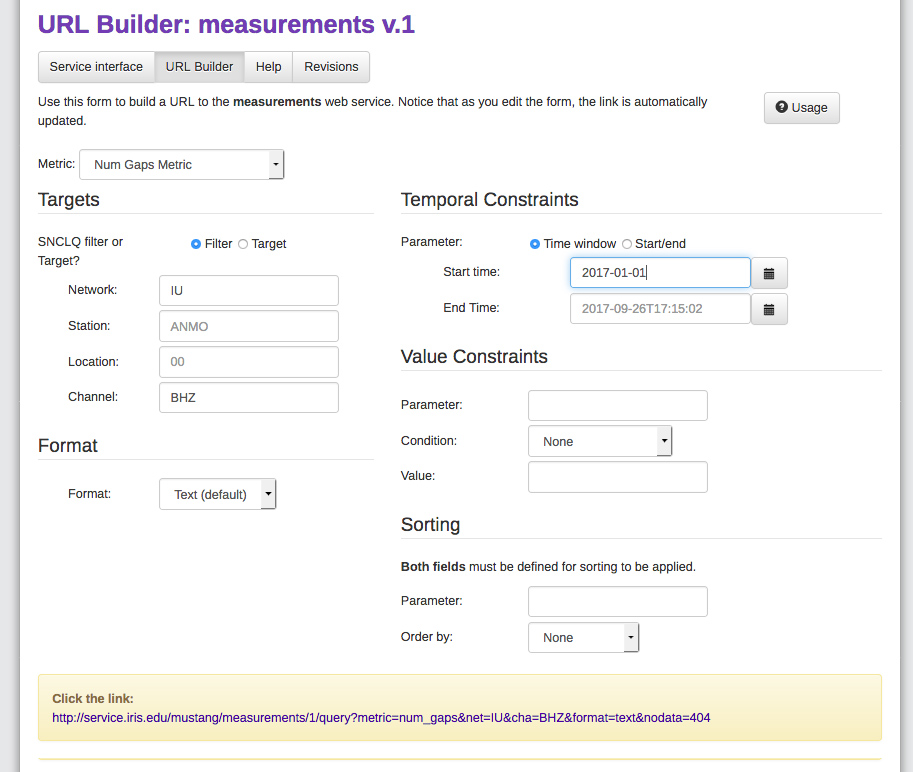 URL Builder: measurements v.1
Service interface URL Builder Help Revisions
Use this form to build a URL to the measurements web service. Notice that as you edit the form, the link is automatically
updated.
Usage
Metric: Num Gaps Metric
Targets
SNCLQ filter or
Target?
Filter Target
Network: IU
Station: ANMO
Location: 00
Channel: BHZ
Format
Format: Text (default)
Temporal Constraints
Parameter: Time window Start/end
Start time: 2017-01-01
End Time: 2017-09-26T17:15:02
Value Constraints
Parameter:
Condition: None
Value:
Sorting
Both fields must be defined for sorting to be applied.
Parameter:
Order by: None
Click the link:
http://service.iris.edu/mustang/measurements/1/query?metric=num_gaps&net=IU&cha=BHZ&format=text&nodata=404